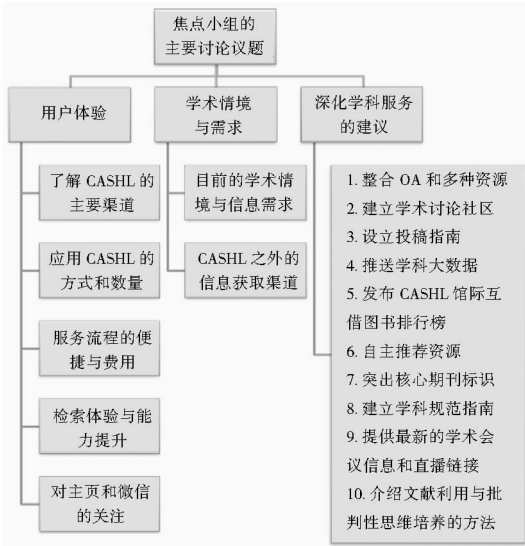 焦点小组的
主要讨论议题
用户体验
学术情境
与需求
深化学科服务
的建议
了解 CASHL 的
主要渠道
应用 CASHL 的
方式和数量
服务流程的便
捷与费用
检索体验与能
力提升
对主页和微信
的关注
目前的学术情
境与信息需求
CASHL 之外的
信息获取渠道
1. 整合 OA 和多种资源
2. 建立学术讨论社区
3. 设立投稿指南
4. 推送学科大数据
5. 发布 CASHL 馆际互
借图书排行榜
6. 自主推荐资源
7. 突出核心期刊标识
8. 建立学科规范指南
9. 提供最新的学术会
议信息和直播链接
10. 介绍文献利用与批
判性思维培养的方法